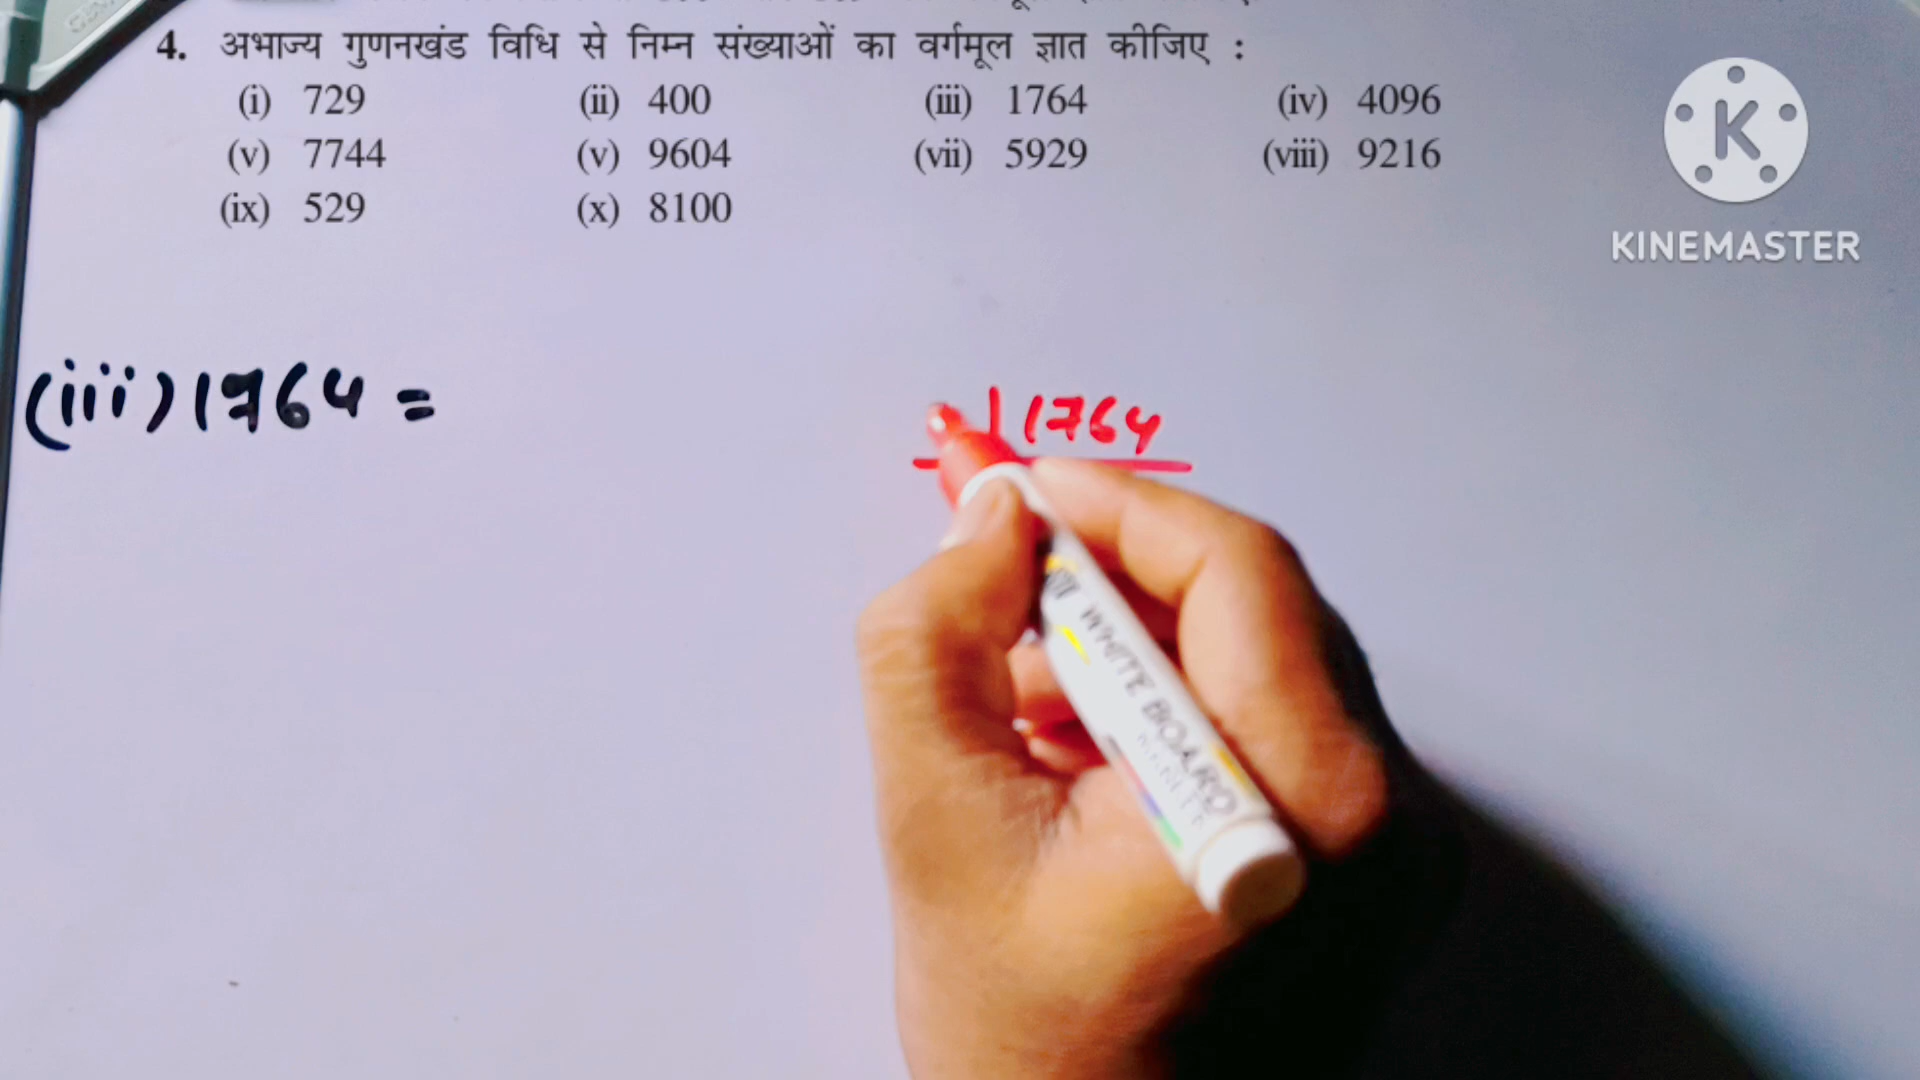 4. अभाज्य गुणनखंड विधि से निम्न संख्याओं का वर्गमूल ज्ञात कीजिए :
(i) 729 (ii) 400 (iii) 1764 (iv) 4096
(v) 7744 (v) 9604 (vii) 5929 (viii) 9216
(ix) 529 (x) 8100
K
KINEMASTER
(iii) 1764 =
1764
WHITE BOARD